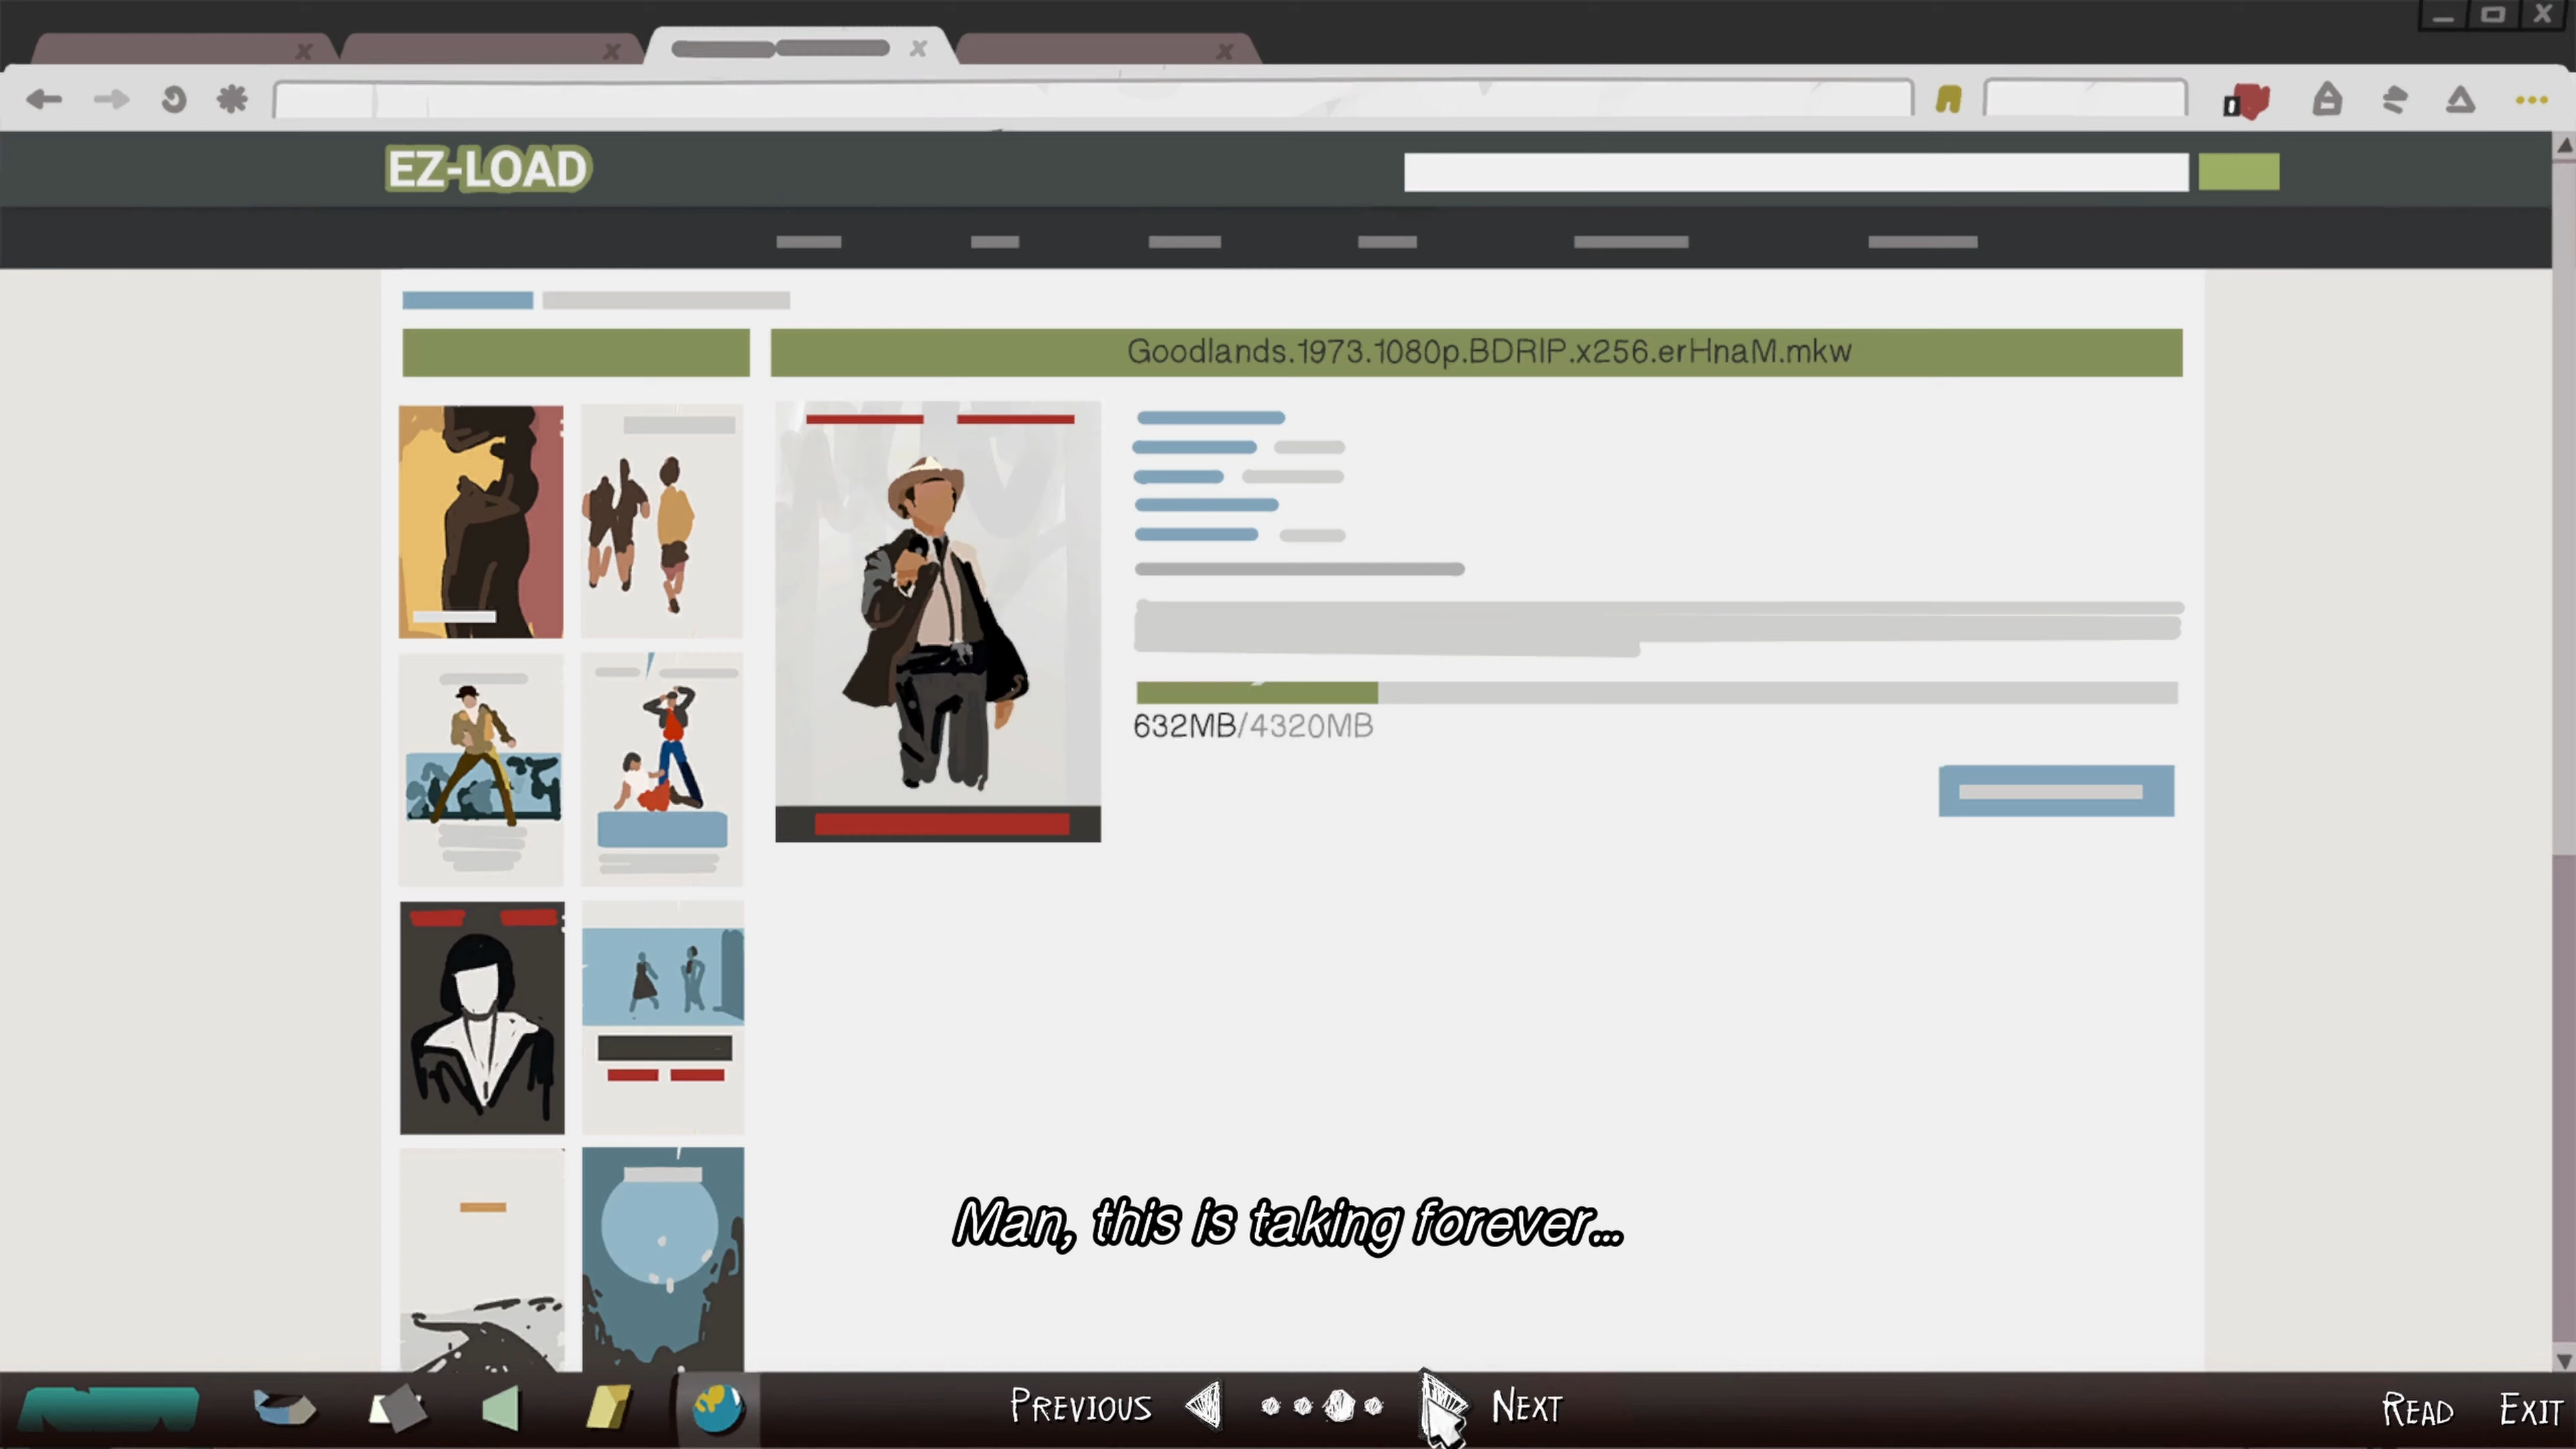 EZ-LOAD
Goodlands.1973.1080p.BDRIP.x256.erHnaM.mkw
632MB/4320MB
Man, this is taking forever...
PREVIOUS
NEXT
READ
EXIT